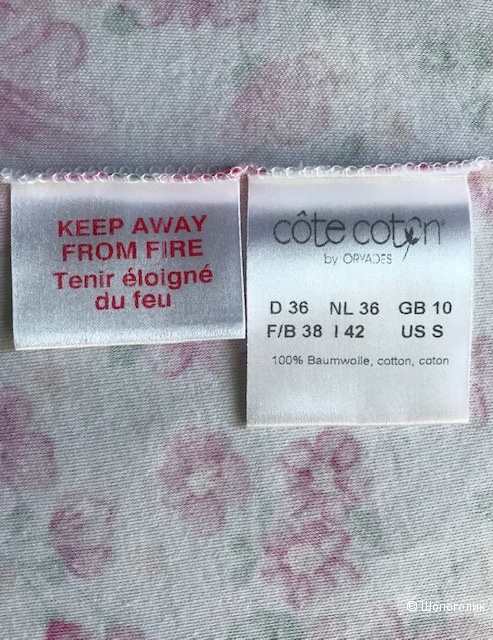 KEEP AWAY
FROM FIRE
Tenir éloigné
du feu
côte coton®
by ORYADES
D 36 NL 36 GB 10
F/B 38 I 42 US S
100% Baumwolle, cotton, coton
© Шопоголик